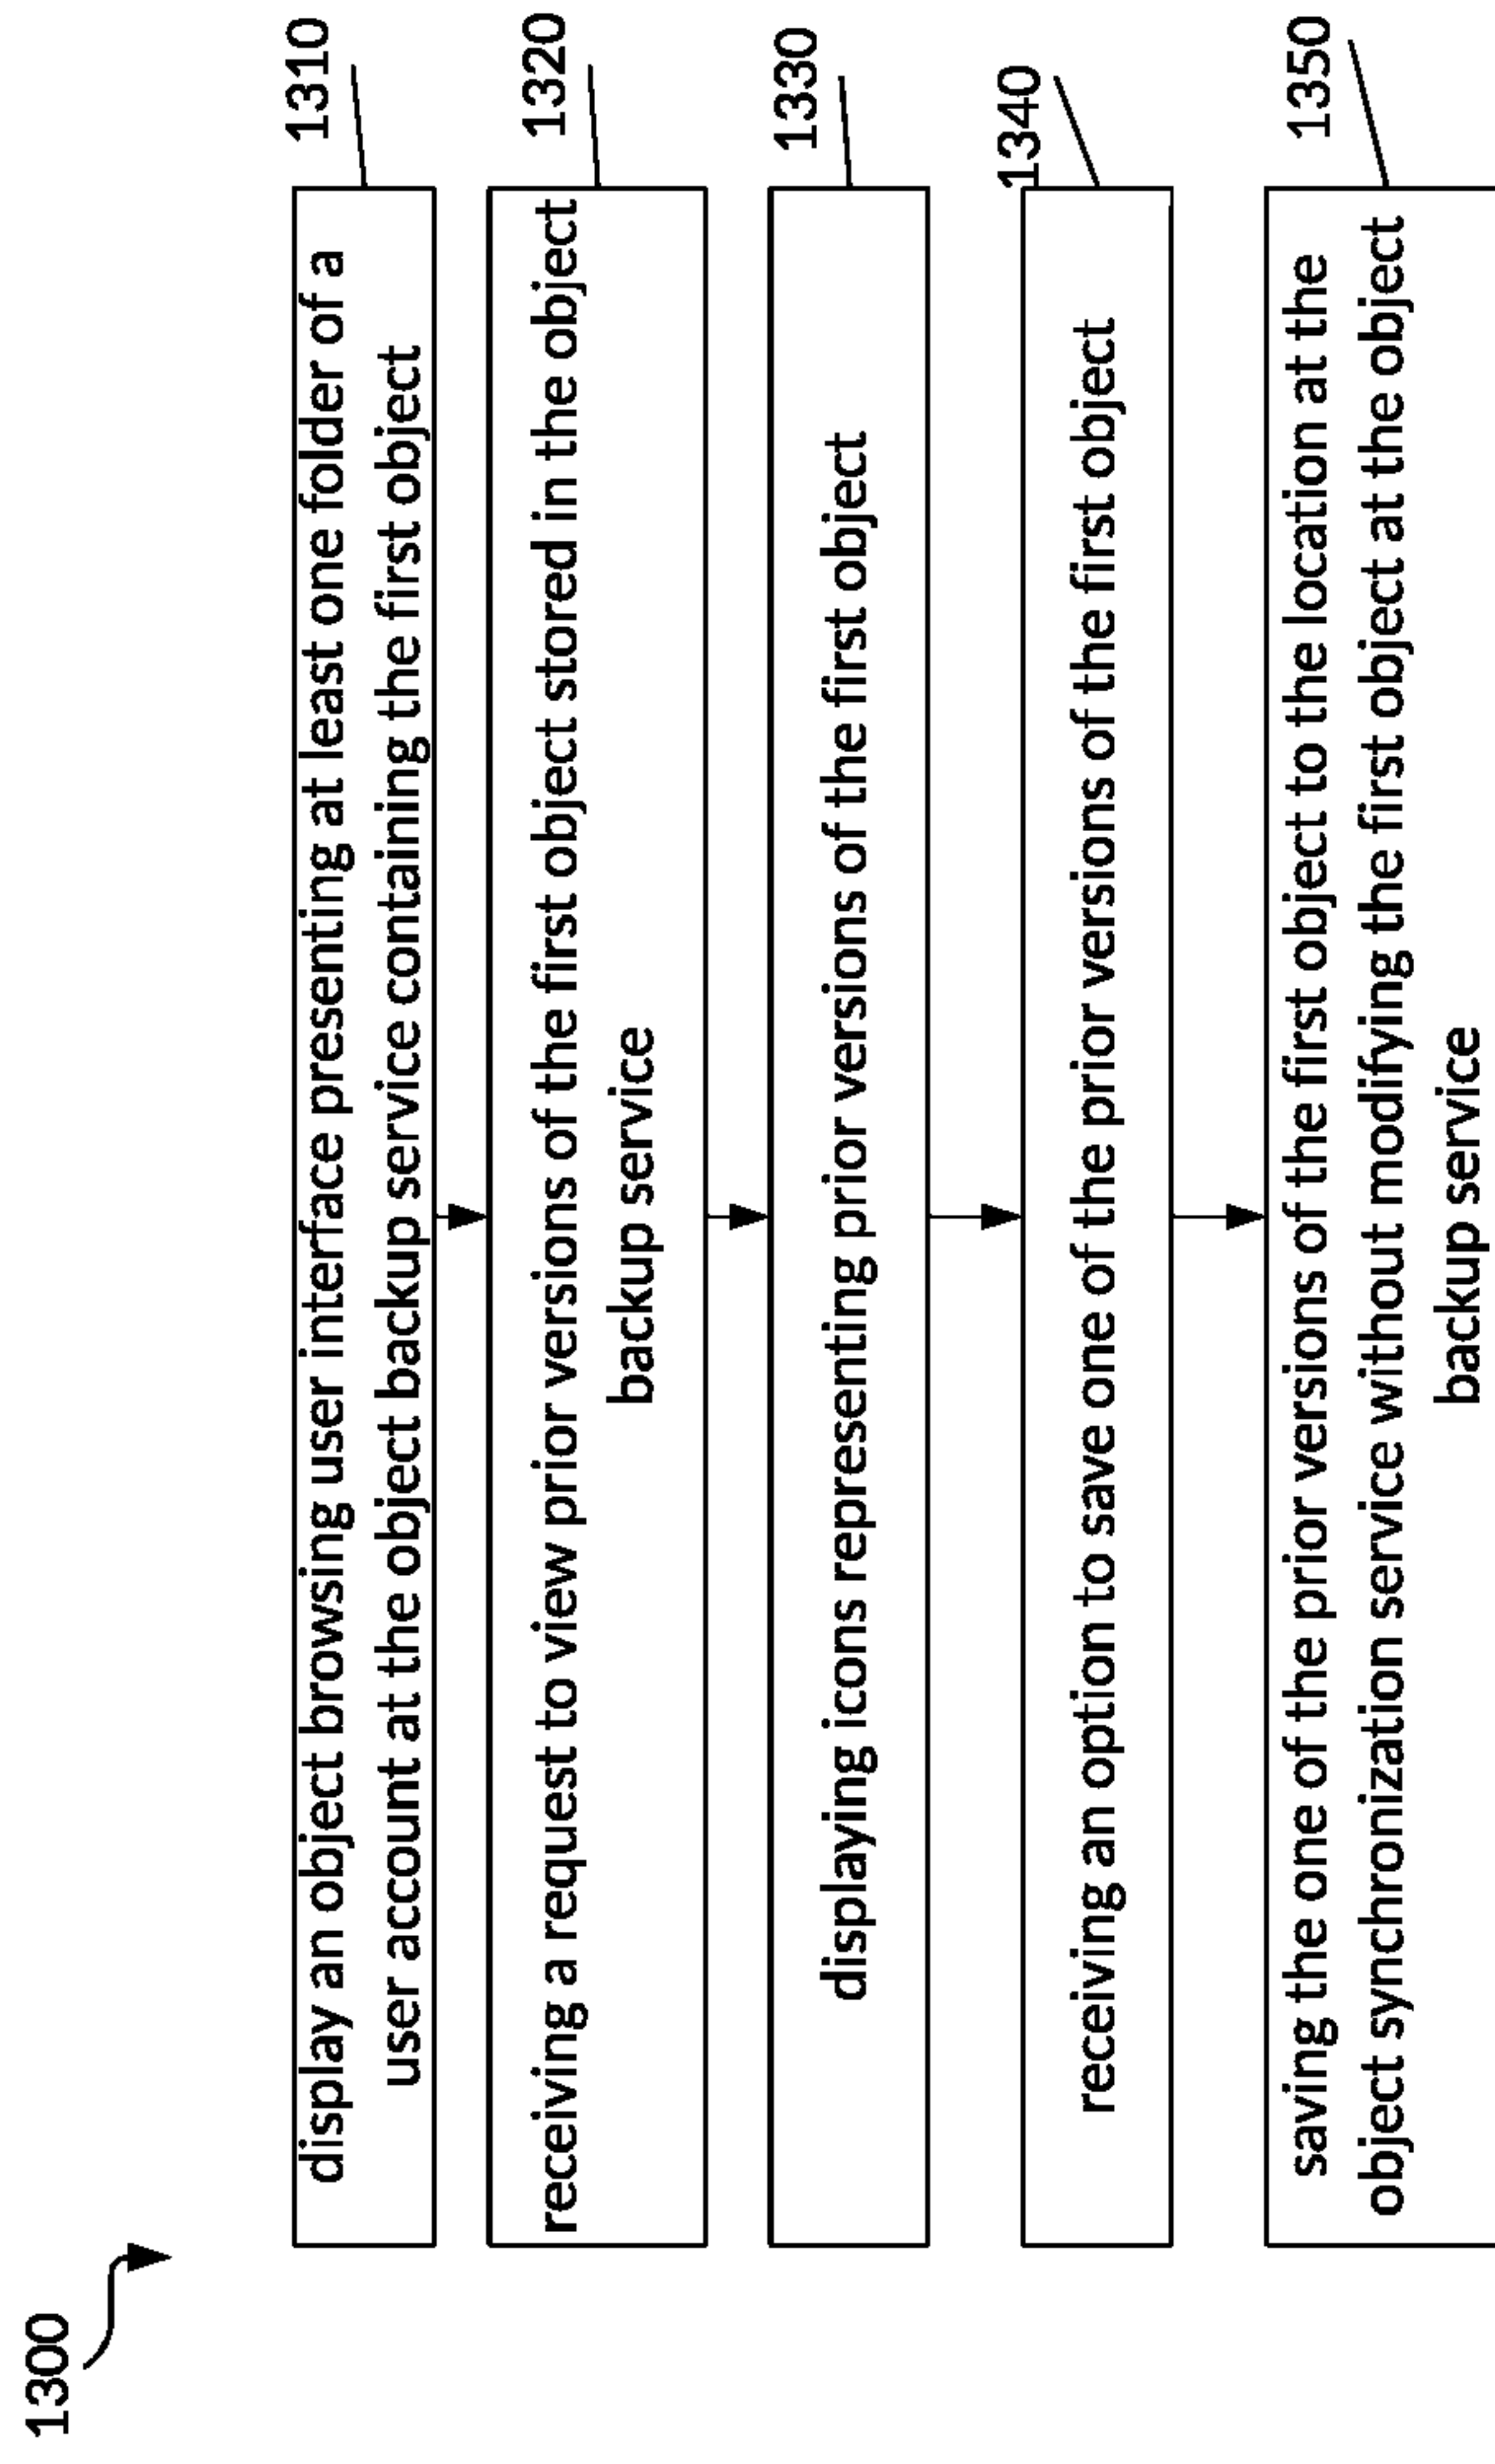 1300
display an object browsing user interface presenting at least one folder of a
user account at the object backup service containing the first object
1310
receiving a request to view prior versions of the first object stored in the object
backup service
1320
displaying icons representing prior versions of the first object
1330
receiving an option to save one of the prior versions of the first object
1340
saving the one of the prior versions of the first object to the location at the
object synchronization service without modifying the first object at the object
backup service
1350